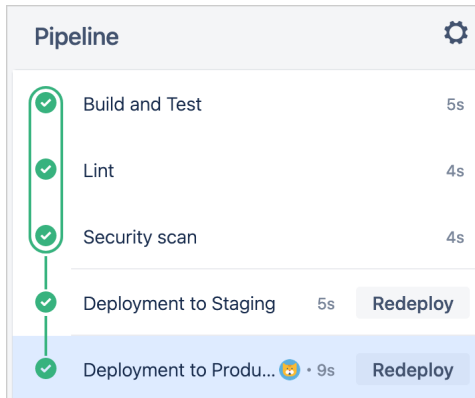 Pipeline
Build and Test 5s
Lint 4s
Security scan 4s
Deployment to Staging 5s Redeploy
Deployment to Produ... • 9s Redeploy